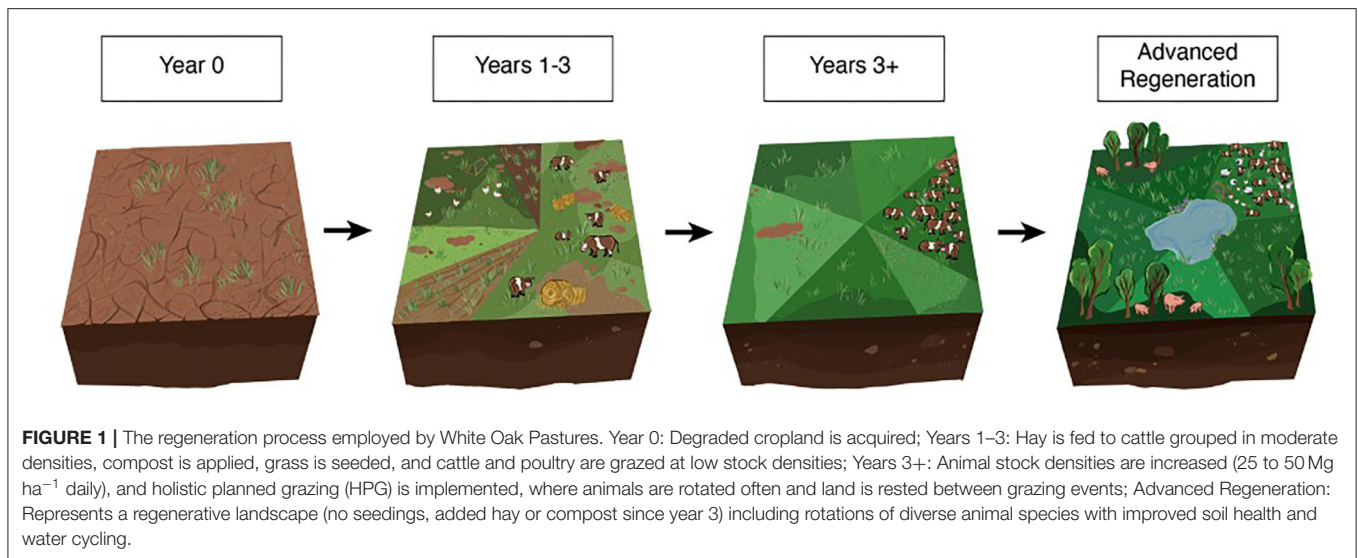 Year 0
Years 1-3
Years 3+
Advanced
Regeneration
FIGURE 1 | The regeneration process employed by White Oak Pastures. Year 0: Degraded cropland is acquired; Years 1–3: Hay is fed to cattle grouped in moderate
densities, compost is applied, grass is seeded, and cattle and poultry are grazed at low stock densities; Years 3+: Animal stock densities are increased (25 to 50 Mg
ha⁻¹ daily), and holistic planned grazing (HPG) is implemented, where animals are rotated often and land is rested between grazing events; Advanced Regeneration:
Represents a regenerative landscape (no seedings, added hay or compost since year 3) including rotations of diverse animal species with improved soil health and
water cycling.